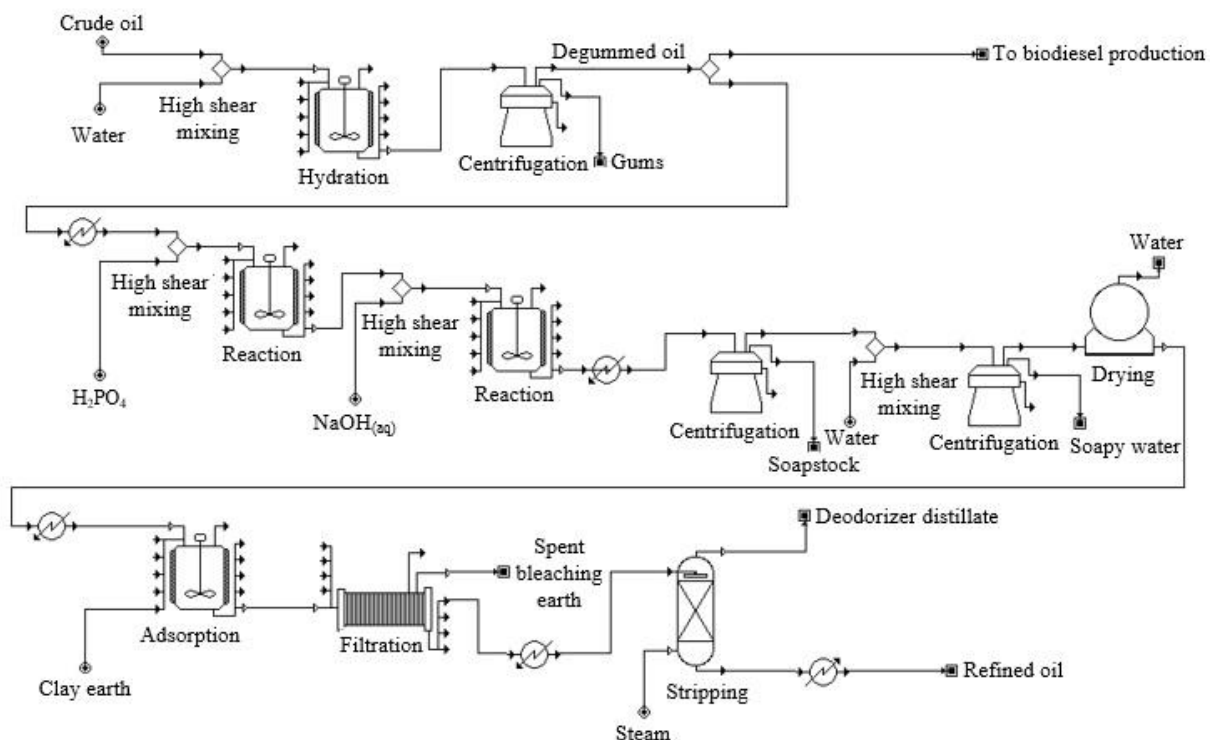 Crude oil
Degummed oil
To biodiesel production
Water
High shear
mixing
Hydration
Centrifugation
Gums
High shear
mixing
Reaction
H₂PO₄
High shear
mixing
NaOH(aq)
Reaction
Centrifugation
Soapstock
Water
High shear
mixing
Centrifugation
Soapy water
Water
Drying
Clay earth
Adsorption
Filtration
Spent
bleaching
earth
Deodorizer distillate
Stripping
Steam
Refined oil